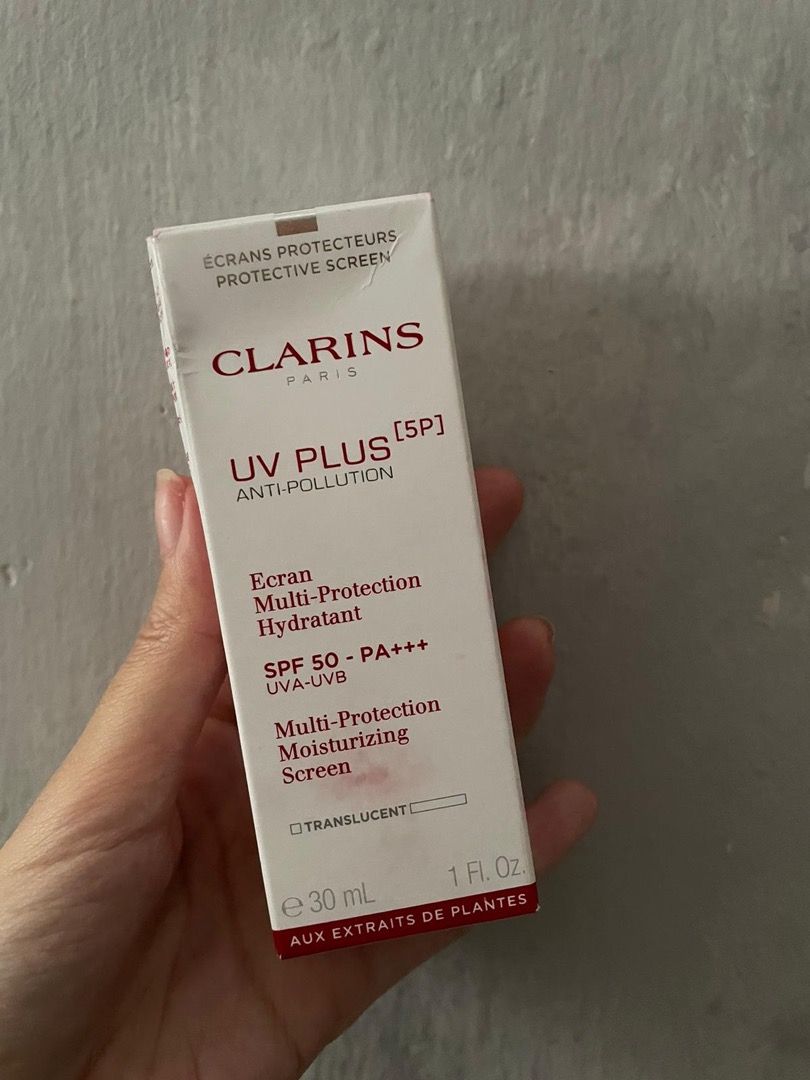 ÉCRANS PROTECTEURS
PROTECTIVE SCREEN
CLARINS
PARIS
UV PLUS [5P]
ANTI-POLLUTION
Ecran
Multi-Protection
Hydratant
SPF 50 - PA+++
UVA-UVB
Multi-Protection
Moisturizing
Screen
TRANSLUCENT
e 30 mL 1 Fl. Oz.
AUX EXTRAITS DE PLANTES